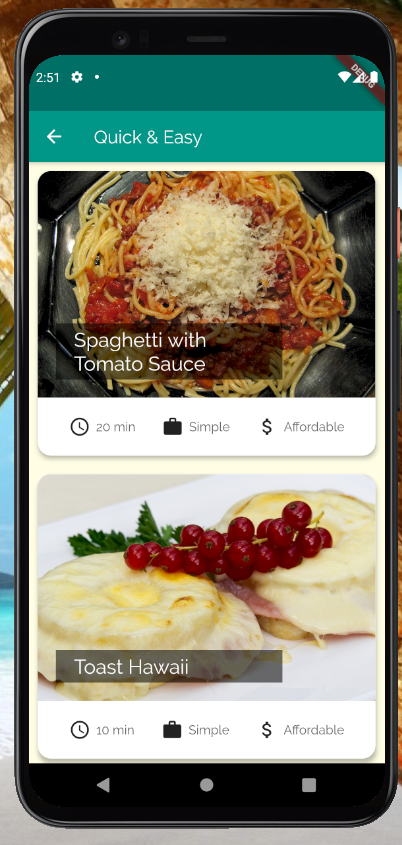 2:51
DEBUG
Quick & Easy
Spaghetti with
Tomato Sauce
20 min Simple Affordable
Toast Hawaii
10 min Simple Affordable